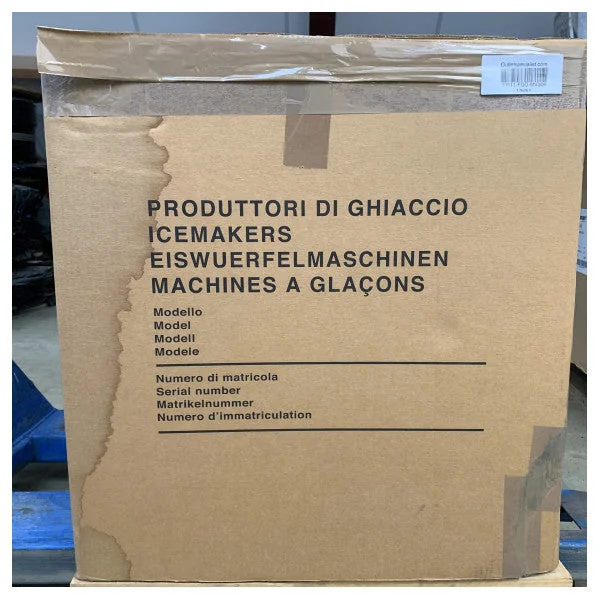 PRODUTTORI DI GHIACCIO
ICEMAKERS
EISWUERFELMASCHINEN
MACHINES A GLAÇONS
Modello
Model
Modell
Modele
Numero di matricola
Serial number
Matrikelnummer
Numero d'immatriculation